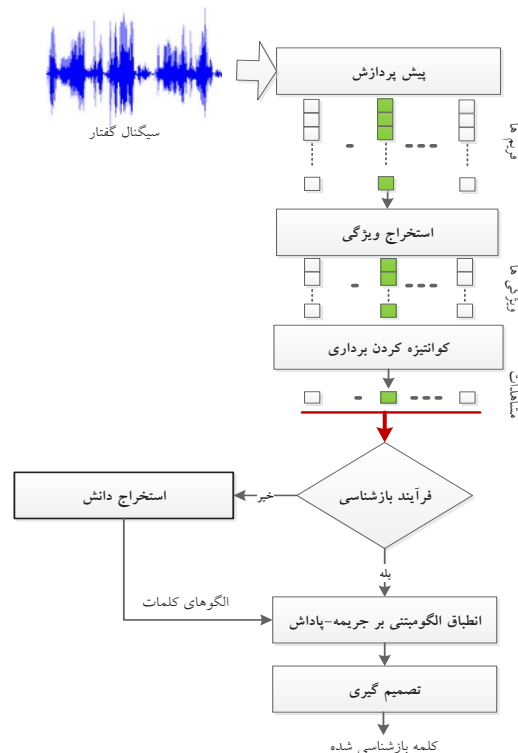 پیش پردازش
سیگنال گفتار
فریم ها
استخراج ویژگی
ویژگی ها
کوانتیزه کردن برداری
مشاهدات
فرآیند بازشناسی
خیر
استخراج دانش
بله
الگوهای کلمات
انطباق الگومبتنی بر جریمه-پاداش
تصمیم گیری
کلمه بازشناسی شده